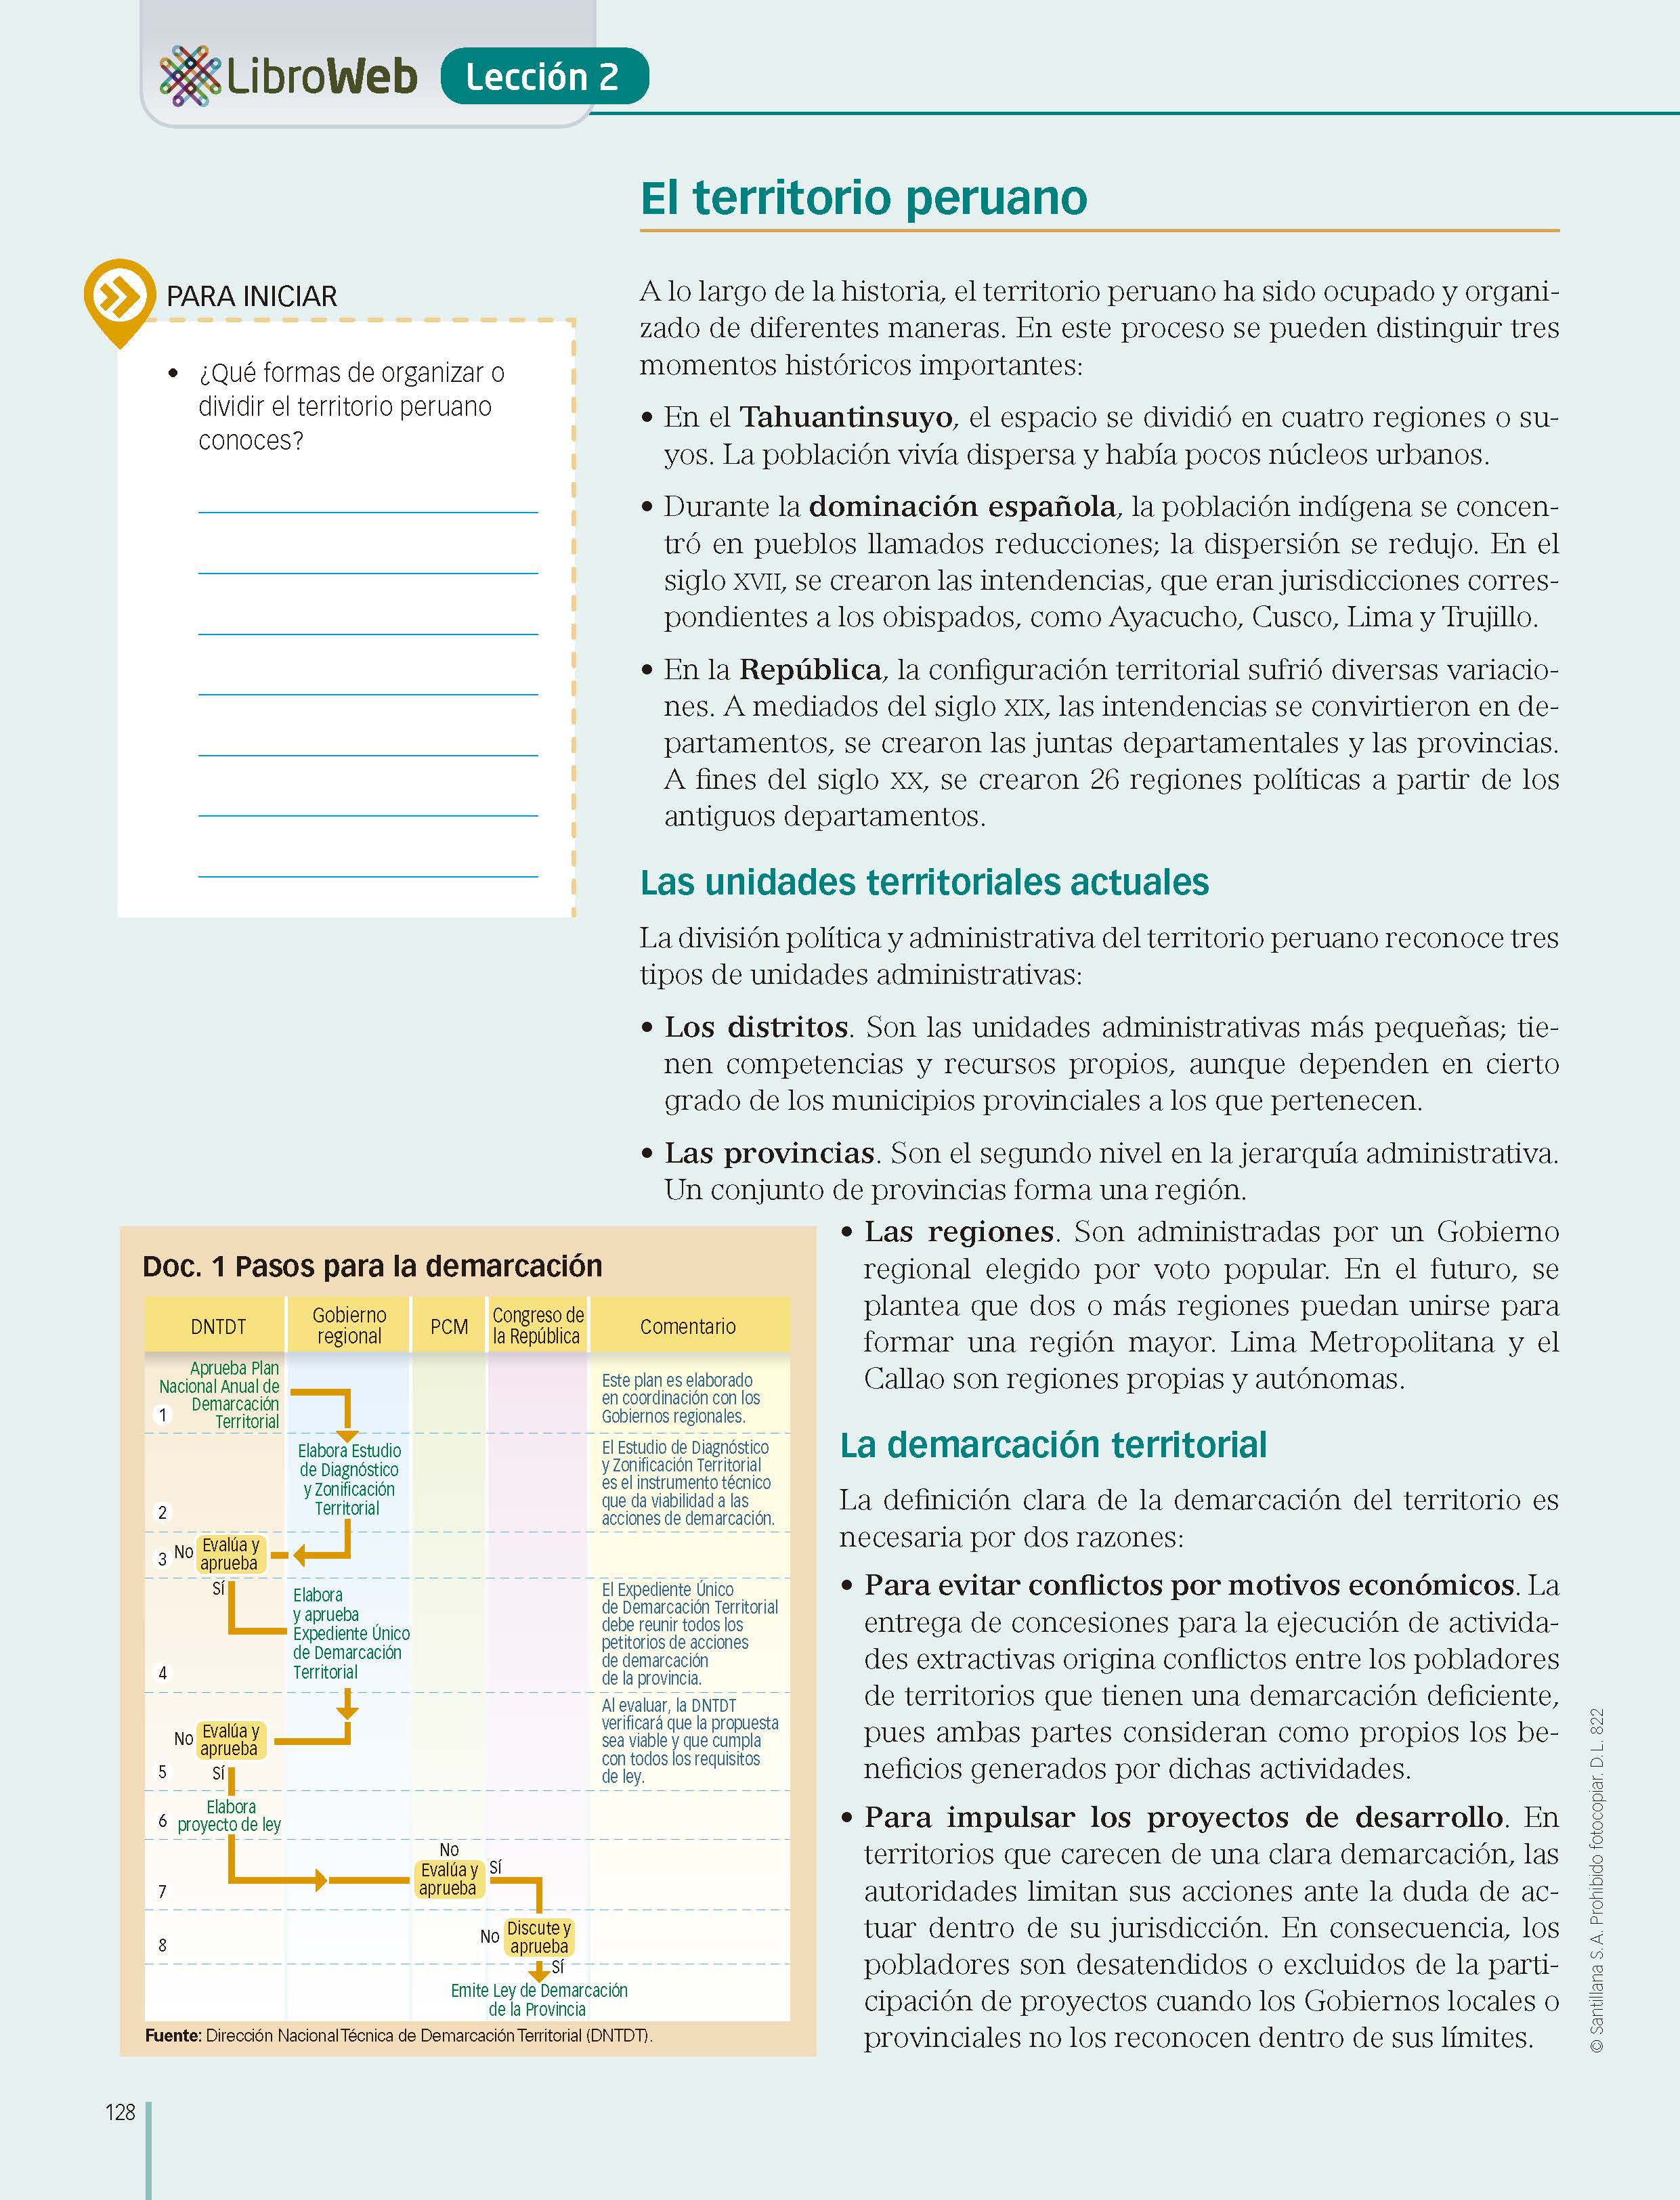 LibroWeb
Lección 2
El territorio peruano
PARA INICIAR
• ¿Qué formas de organizar o
dividir el territorio peruano
conoces?
A lo largo de la historia, el territorio peruano ha sido ocupado y organi-
zado de diferentes maneras. En este proceso se pueden distinguir tres
momentos históricos importantes:
• En el Tahuantinsuyo, el espacio se dividió en cuatro regiones o su-
yos. La población vivía dispersa y había pocos núcleos urbanos.
• Durante la dominación española, la población indígena se concen-
tró en pueblos llamados reducciones; la dispersión se redujo. En el
siglo XVII, se crearon las intendencias, que eran jurisdicciones corres-
pondientes a los obispados, como Ayacucho, Cusco, Lima y Trujillo.
• En la República, la configuración territorial sufrió diversas variacio-
nes. A mediados del siglo XIX, las intendencias se convirtieron en de-
partamentos, se crearon las juntas departamentales y las provincias.
A fines del siglo XX, se crearon 26 regiones políticas a partir de los
antiguos departamentos.
Las unidades territoriales actuales
La división política y administrativa del territorio peruano reconoce tres
tipos de unidades administrativas:
• Los distritos. Son las unidades administrativas más pequeñas; tie-
nen competencias y recursos propios, aunque dependen en cierto
grado de los municipios provinciales a los que pertenecen.
• Las provincias. Son el segundo nivel en la jerarquía administrativa.
Un conjunto de provincias forma una región.
• Las regiones. Son administradas por un Gobierno
regional elegido por voto popular. En el futuro, se
plantea que dos o más regiones puedan unirse para
formar una región mayor. Lima Metropolitana y el
Callao son regiones propias y autónomas.
La demarcación territorial
La definición clara de la demarcación del territorio es
necesaria por dos razones:
• Para evitar conflictos por motivos económicos. La
entrega de concesiones para la ejecución de activida-
des extractivas origina conflictos entre los pobladores
de territorios que tienen una demarcación deficiente,
pues ambas partes consideran como propios los be-
neficios generados por dichas actividades.
• Para impulsar los proyectos de desarrollo. En
territorios que carecen de una clara demarcación, las
autoridades limitan sus acciones ante la duda de ac-
tuar dentro de su jurisdicción. En consecuencia, los
pobladores son desatendidos o excluidos de la parti-
cipación de proyectos cuando los Gobiernos locales o
provinciales no los reconocen dentro de sus límites.
Doc. 1 Pasos para la demarcación
DNTDT
Gobierno
regional
PCM
Congreso de
la República
Comentario
Aprueba Plan
Nacional Anual de
Demarcación
Territorial
1
Este plan es elaborado
en coordinación con los
Gobiernos regionales.
Elabora Estudio
de Diagnóstico
y Zonificación
Territorial
2
El Estudio de Diagnóstico
y Zonificación Territorial
es el instrumento técnico
que da viabilidad a las
acciones de demarcación.
3
No
Evalúa y
aprueba
Sí
Elabora
y aprueba
Expediente Único
de Demarcación
Territorial
4
El Expediente Único
de Demarcación Territorial
debe reunir todos los
petitorios de acciones
de demarcación
de la provincia.
No
Evalúa y
aprueba
5
Sí
Al evaluar, la DNTDT
verificará que la propuesta
sea viable y que cumpla
con todos los requisitos
de ley.
Elabora
6 proyecto de ley
No
Evalúa y
aprueba
Sí
7
No
Discute y
aprueba
8
Sí
Emite Ley de Demarcación
de la Provincia
Fuente: Dirección Nacional Técnica de Demarcación Territorial (DNTDT).
© Santillana S.A. Prohibido fotocopiar. D.L. 822
128